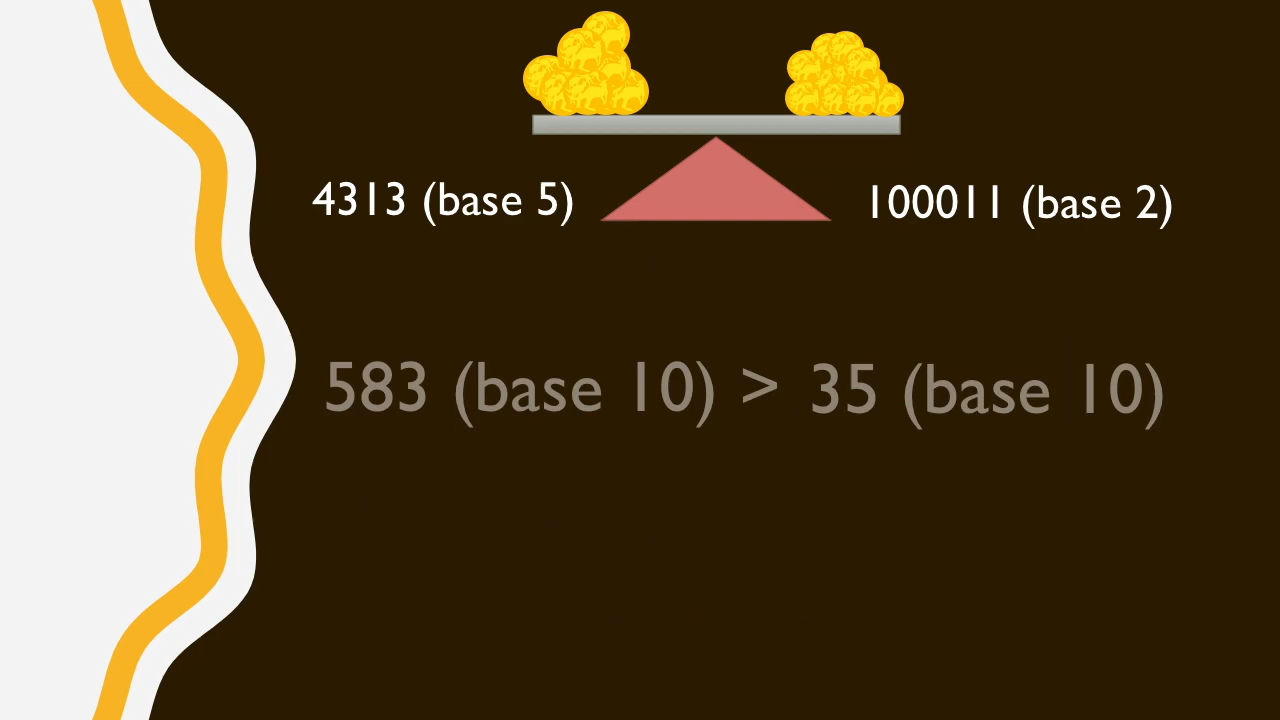 4313 (base 5)
100011 (base 2)
583 (base 10) > 35 (base 10)